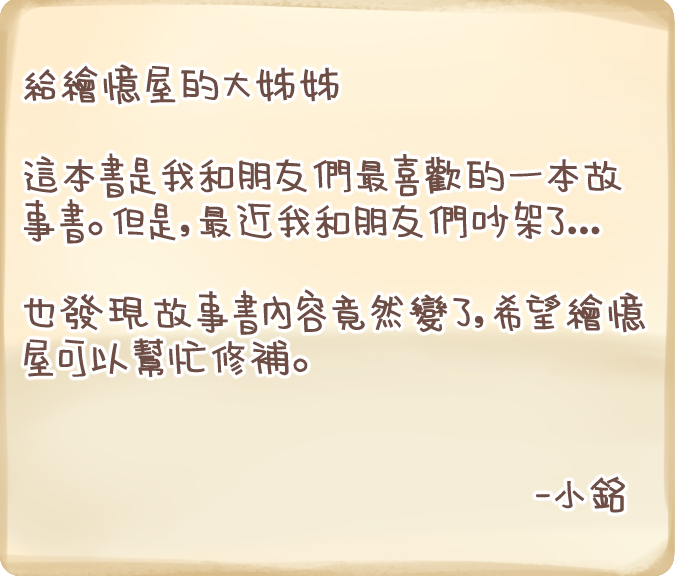 給繪憶屋的大姊姊
這本書是我和朋友們最喜歡的一本故
事書。但是,最近我和朋友們吵架了...
也發現故事書內容竟然變了,希望繪憶
屋可以幫忙修補。
-小銘